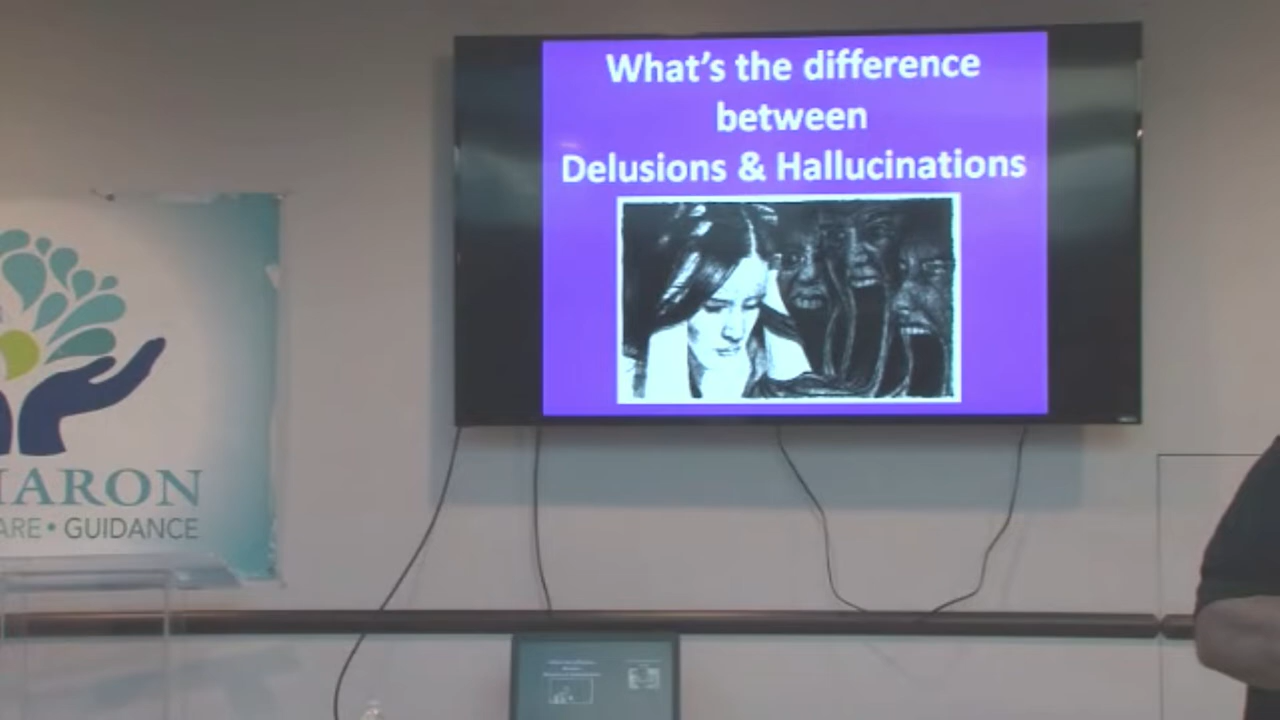 What's the difference
between
Delusions & Hallucinations
HARON
ARE • GUIDANCE